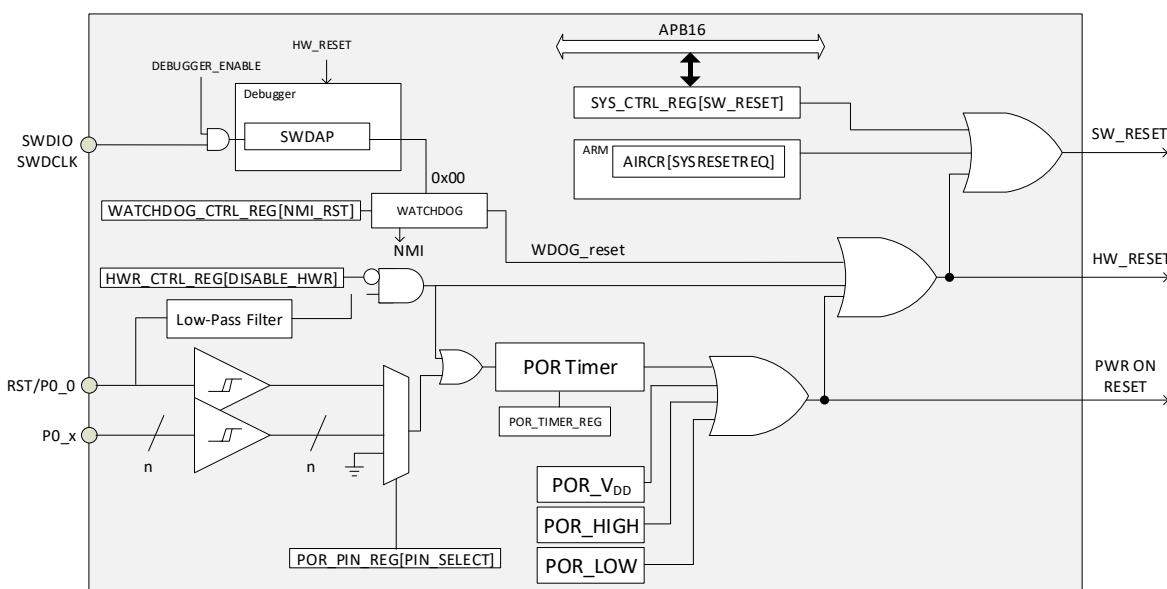 APB16
HW_RESET
DEBUGGER_ENABLE
Debugger
SYS_CTRL_REG[SW_RESET]
SWDIO
SWDCLK
SWDAP
SW_RESET
ARM
AIRCR[SYSRESETREQ]
0x00
WATCHDOG_CTRL_REG[NMI_RST]
WATCHDOG
NMI
WDOG_reset
HW_RESET
HWR_CTRL_REG[DISABLE_HWR]
Low-Pass Filter
RST/P0_0
POR Timer
PWR ON
RESET
POR_TIMER_REG
P0_x
n
n
POR_VDD
POR_HIGH
POR_PIN_REG[PIN_SELECT]
POR_LOW